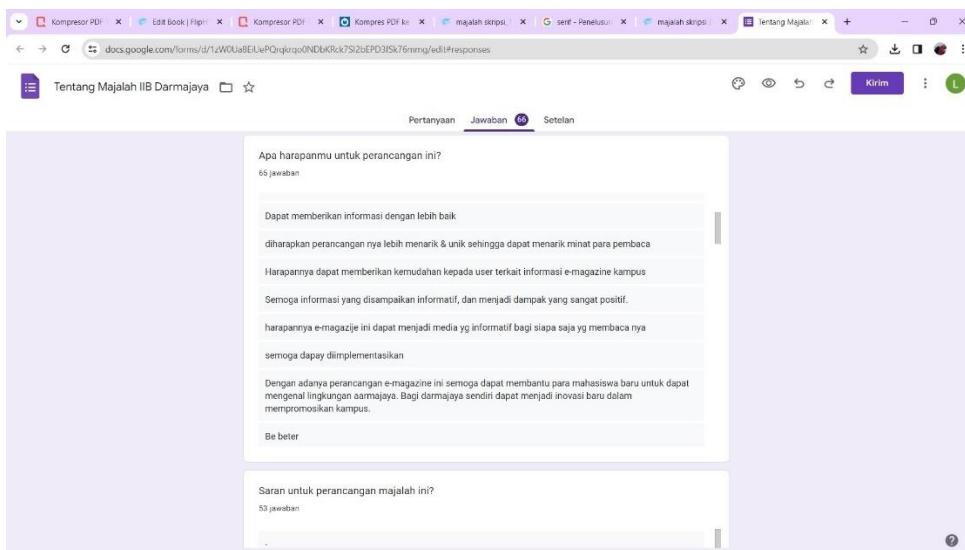 Kompresor PDF
Edit Book | FlipH
Kompresor PDF
Kompres PDF ke
majalah skripsi
serif - Penelusu
majalah skripsi
Tentang Majala
docs.google.com/forms/d/
/edit#responses
Tentang Majalah IIB Darmajaya
Kirim
L
Pertanyaan Jawaban 66 Setelan
Apa harapanmu untuk perancangan ini?
65 jawaban
Dapat memberikan informasi dengan lebih baik
diharapkan perancangan nya lebih menarik & unik sehingga dapat menarik minat para pembaca
Harapannya dapat memberikan kemudahan kepada user terkait informasi e-magazine kampus
Semoga informasi yang disampaikan informatif, dan menjadi dampak yang sangat positif.
harapannya e-magazije ini dapat menjadi media yg informatif bagi siapa saja yg membaca nya
semoga dapay diimplementasikan
Dengan adanya perancangan e-magazine ini semoga dapat membantu para mahasiswa baru untuk dapat
mengenal lingkungan aarmajaya. Bagi darmajaya sendiri dapat menjadi inovasi baru dalam
mempromosikan kampus.
Be beter
Saran untuk perancangan majalah ini?
53 jawaban
.